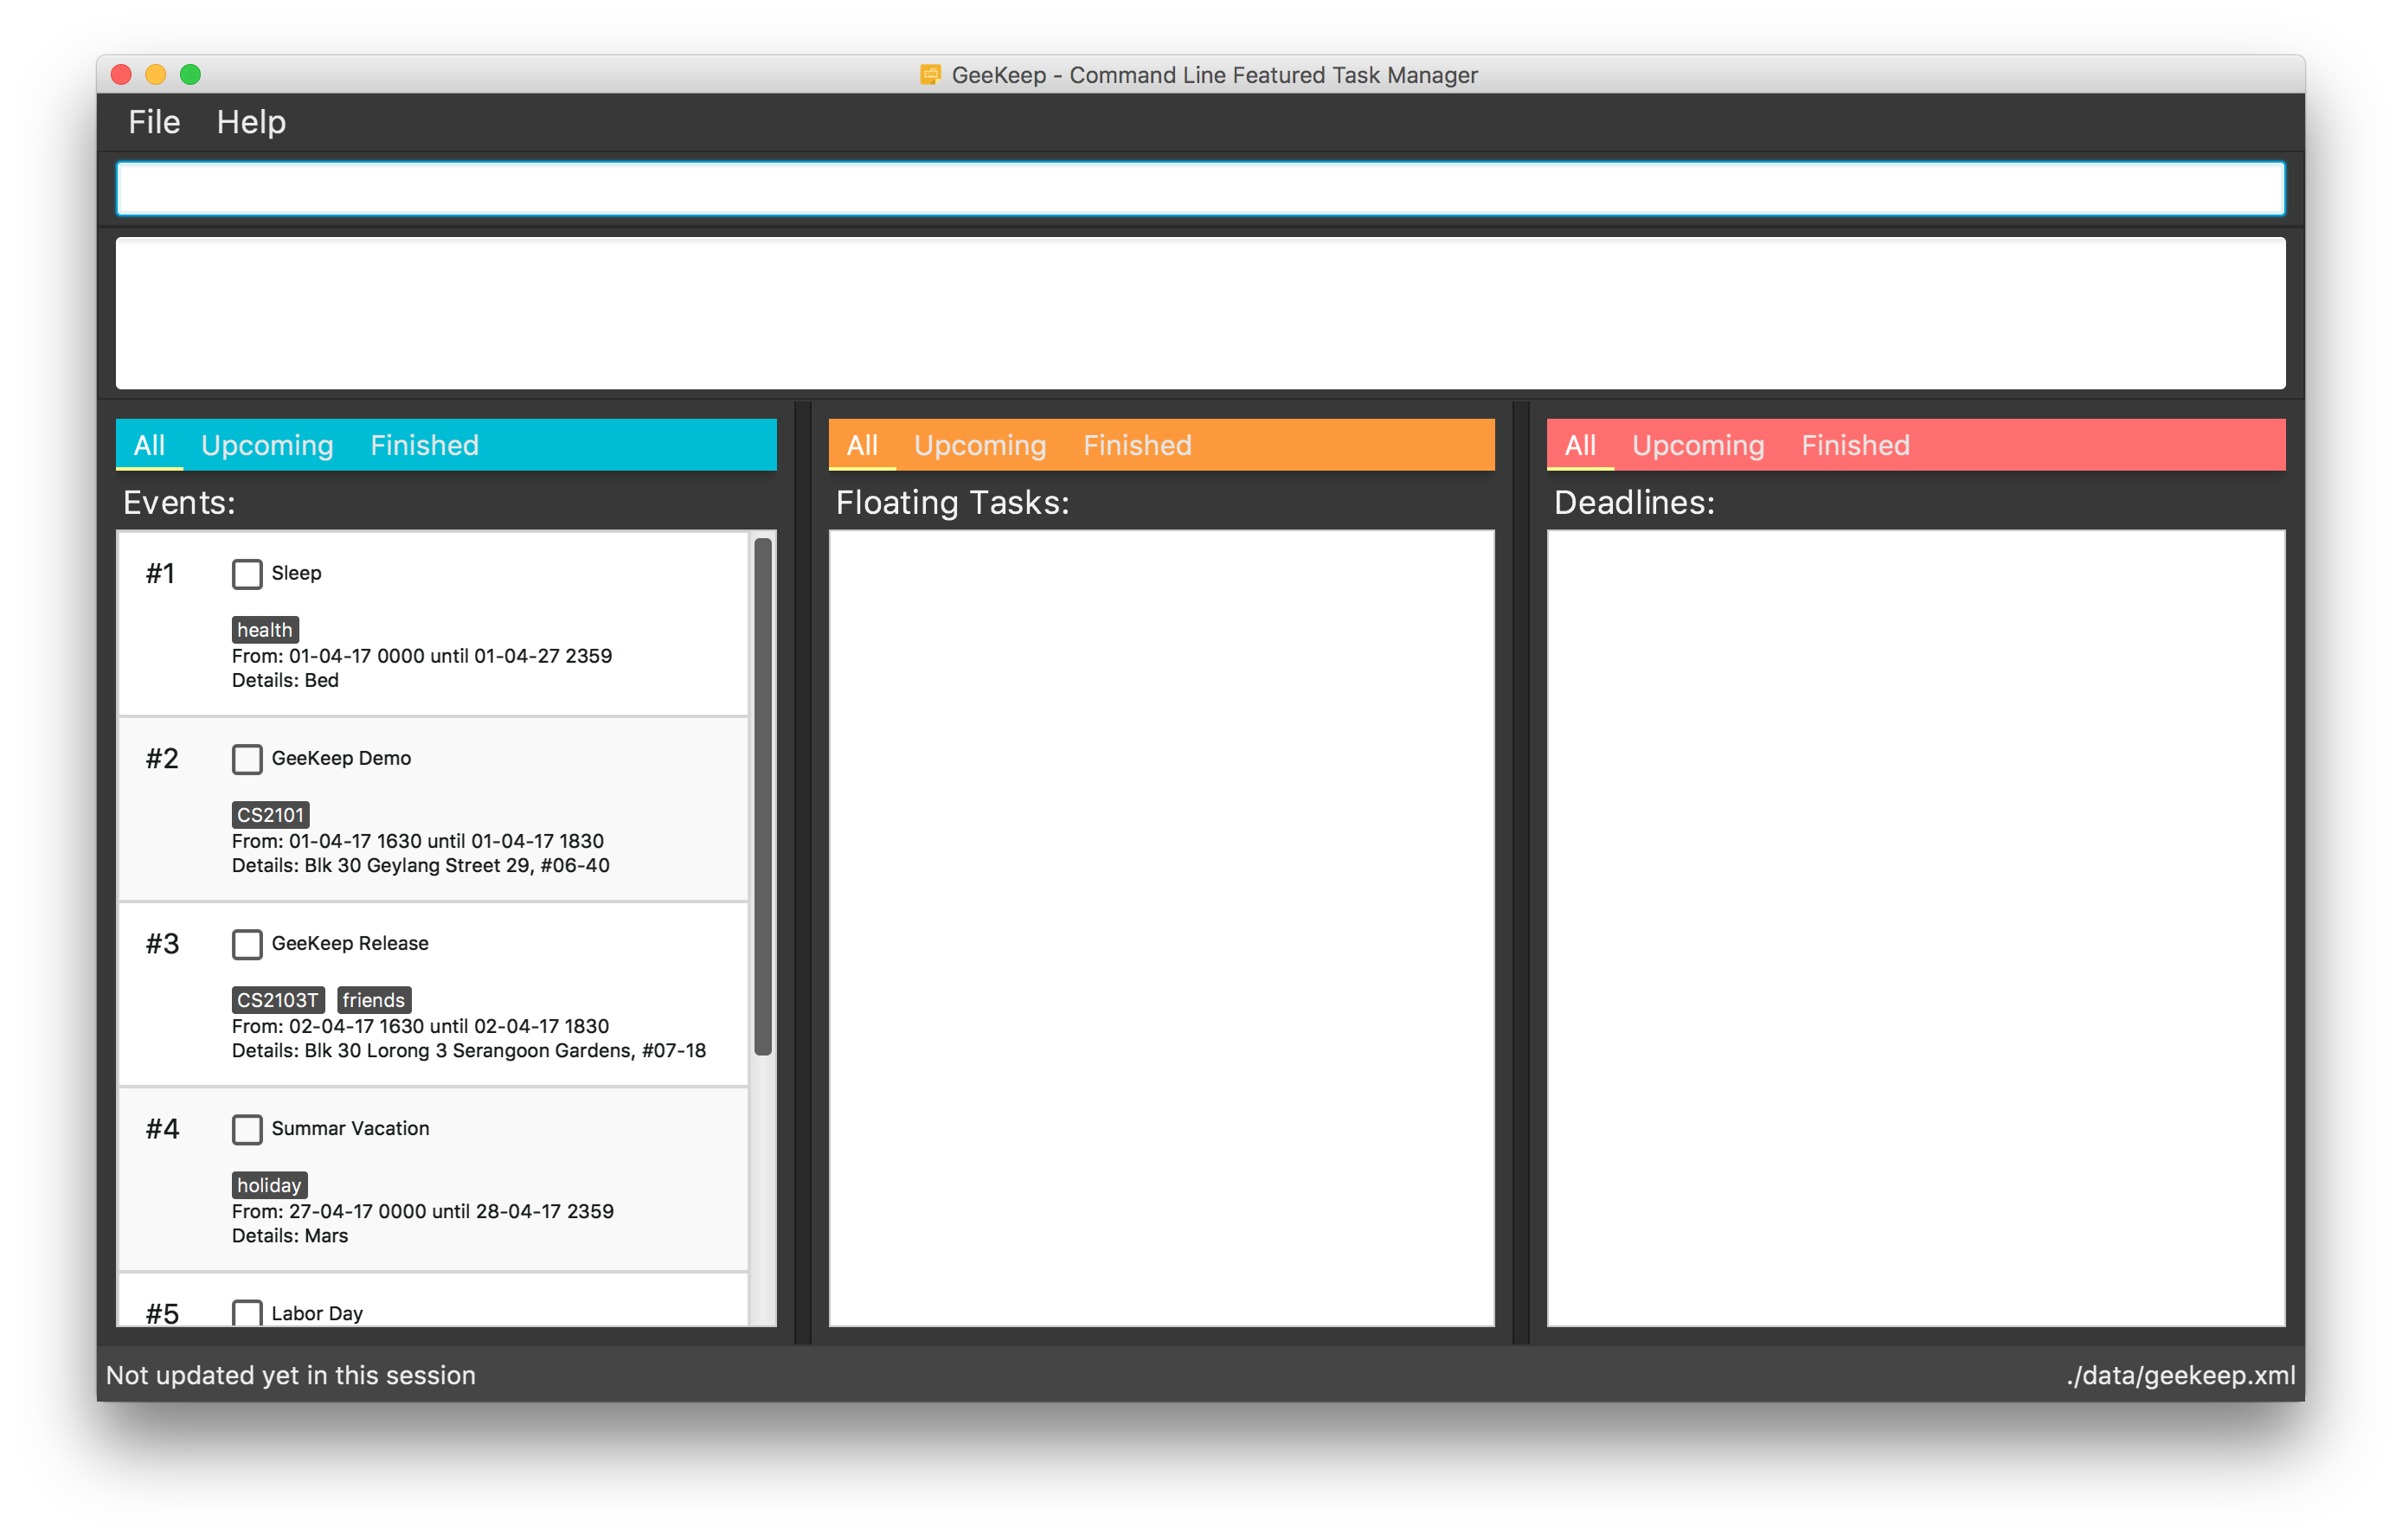 GeeKeep - Command Line Featured Task Manager
File Help
All Upcoming Finished
Events:
#1 Sleep
health
From: 01-04-17 0000 until 01-04-27 2359
Details: Bed
#2 GeeKeep Demo
CS2101
From: 01-04-17 1630 until 01-04-17 1830
Details: Blk 30 Geylang Street 29, #06-40
#3 GeeKeep Release
CS2103T friends
From: 02-04-17 1630 until 02-04-17 1830
Details: Blk 30 Lorong 3 Serangoon Gardens, #07-18
#4 Summar Vacation
holiday
From: 27-04-17 0000 until 28-04-17 2359
Details: Mars
#5 Labor Day
All Upcoming Finished
Floating Tasks:
All Upcoming Finished
Deadlines:
Not updated yet in this session
./data/geekeep.xml